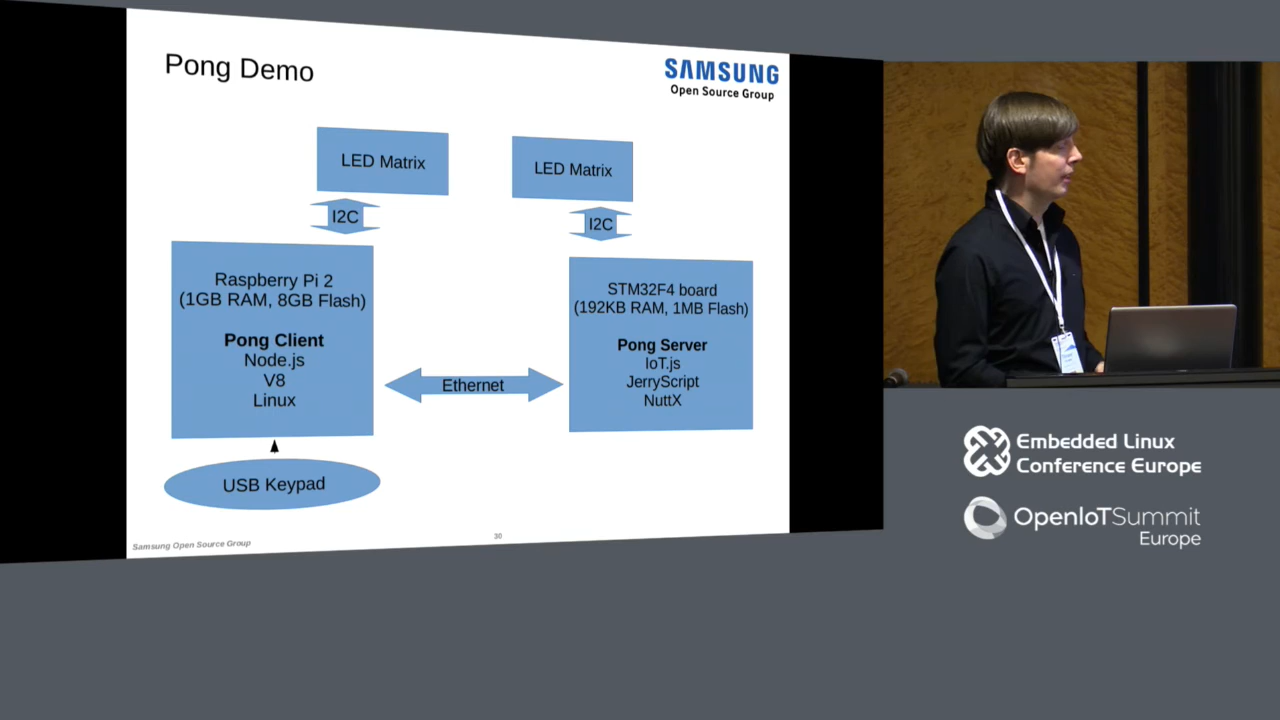 Pong Demo
SAMSUNG
Open Source Group
LED Matrix
LED Matrix
I2C
I2C
Raspberry Pi 2
(1GB RAM, 8GB Flash)
Pong Client
Node.js
V8
Linux
STM32F4 board
(192KB RAM, 1MB Flash)
Pong Server
IoT.js
JerryScript
NuttX
Ethernet
USB Keypad
Samsung Open Source Group
30
Embedded Linux
Conference Europe
OpenIoTSummit
Europe